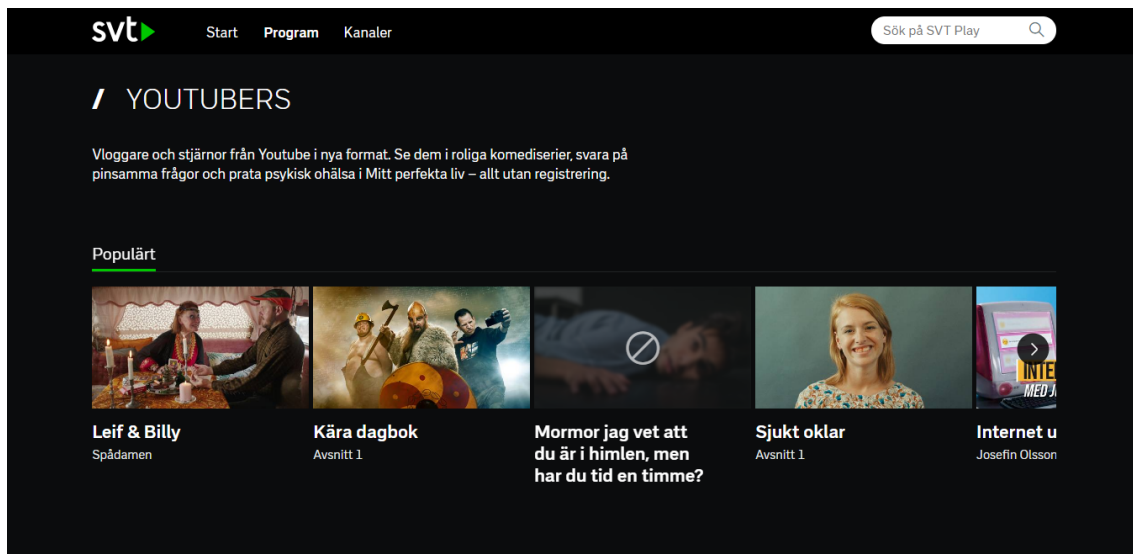 svt
Start Program Kanaler
Sök på SVT Play
/ YOUTUBERS
Vloggare och stjärnor från Youtube i nya format. Se dem i roliga komediserier, svara på
pinsamma frågor och prata psykisk ohälsa i Mitt perfekta liv – allt utan registrering.
Populärt
INTE
MED J
Leif & Billy
Spådamen
Kära dagbok
Avsnitt 1
Mormor jag vet att
du är i himlen, men
har du tid en timme?
Sjukt oklar
Avsnitt 1
Internet u
Josefin Olsson